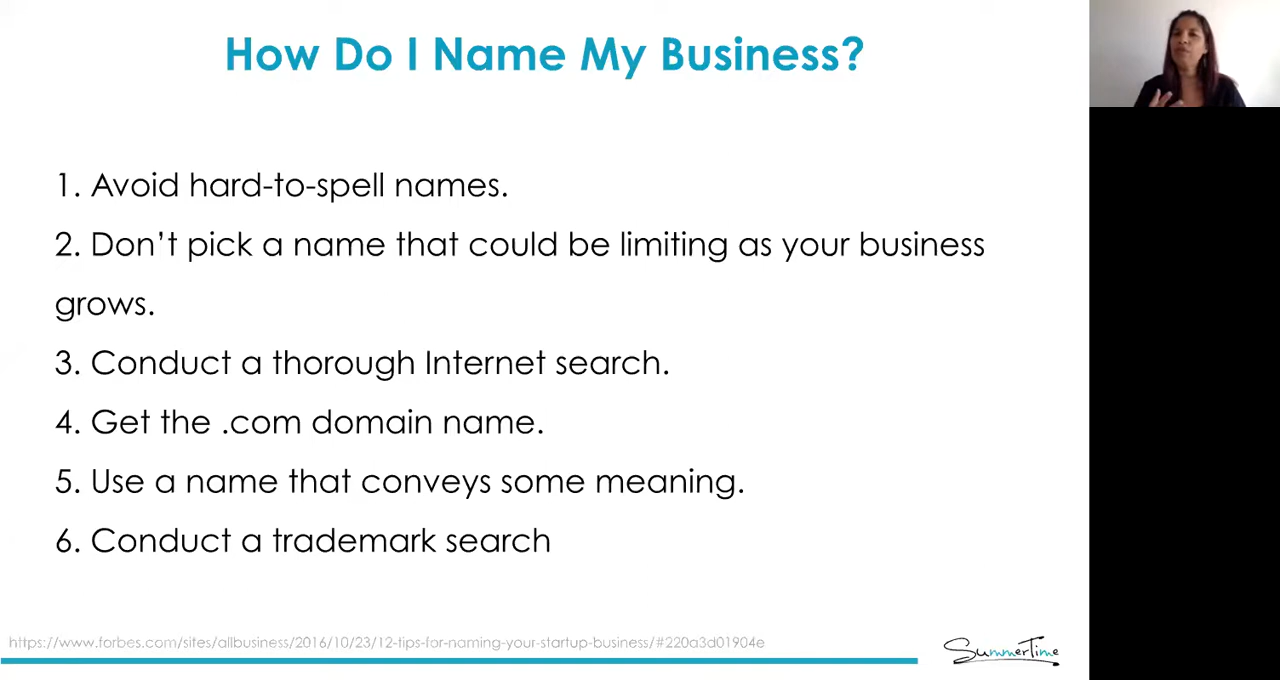 How Do I Name My Business?
1. Avoid hard-to-spell names.
2. Don’t pick a name that could be limiting as your business
grows.
3. Conduct a thorough Internet search.
4. Get the .com domain name.
5. Use a name that conveys some meaning.
6. Conduct a trademark search
https://www.forbes.com/sites/allbusiness/2016/10/23/12-tips-for-naming-your-startup-business/#220a3d01904e
SummerTime